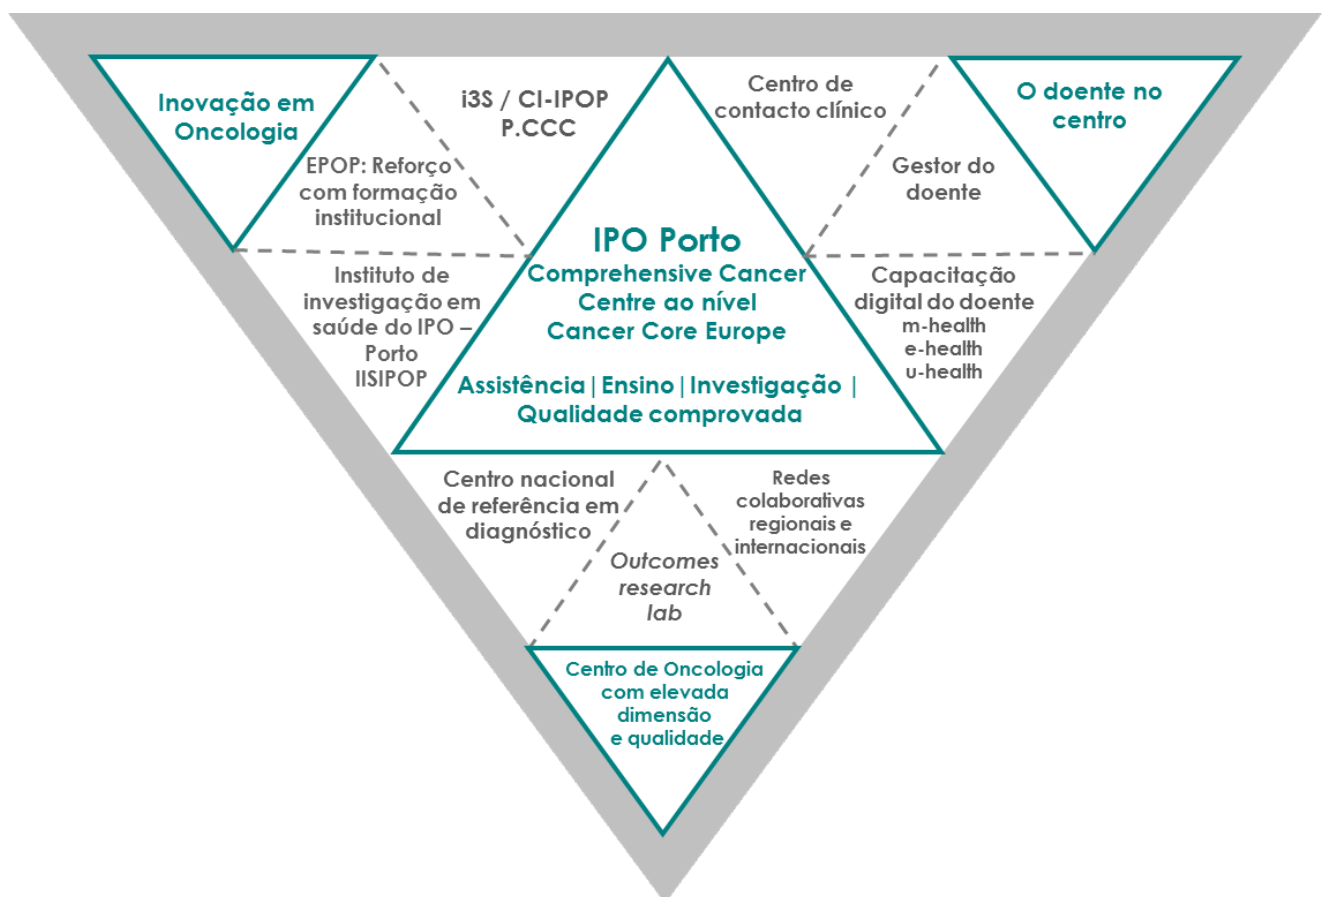 Inovação em
Oncologia
i3S / CI-IPOP
P.CCC
EPOP: Reforço
com formação
institucional
Instituto de
investigação em
saúde do IPO –
Porto
IISIPOP
IPO Porto
Comprehensive Cancer
Centre ao nível
Cancer Core Europe
Assistência|Ensino|Investigação |
Qualidade comprovada
Centro de
contacto clínico
Gestor do
doente
O doente no
centro
Capacitação
digital do doente
m-health
e-health
u-health
Centro nacional
de referência em
diagnóstico
Outcomes
research
lab
Redes
colaborativas
regionais e
internacionais
Centro de Oncologia
com elevada
dimensão
e qualidade